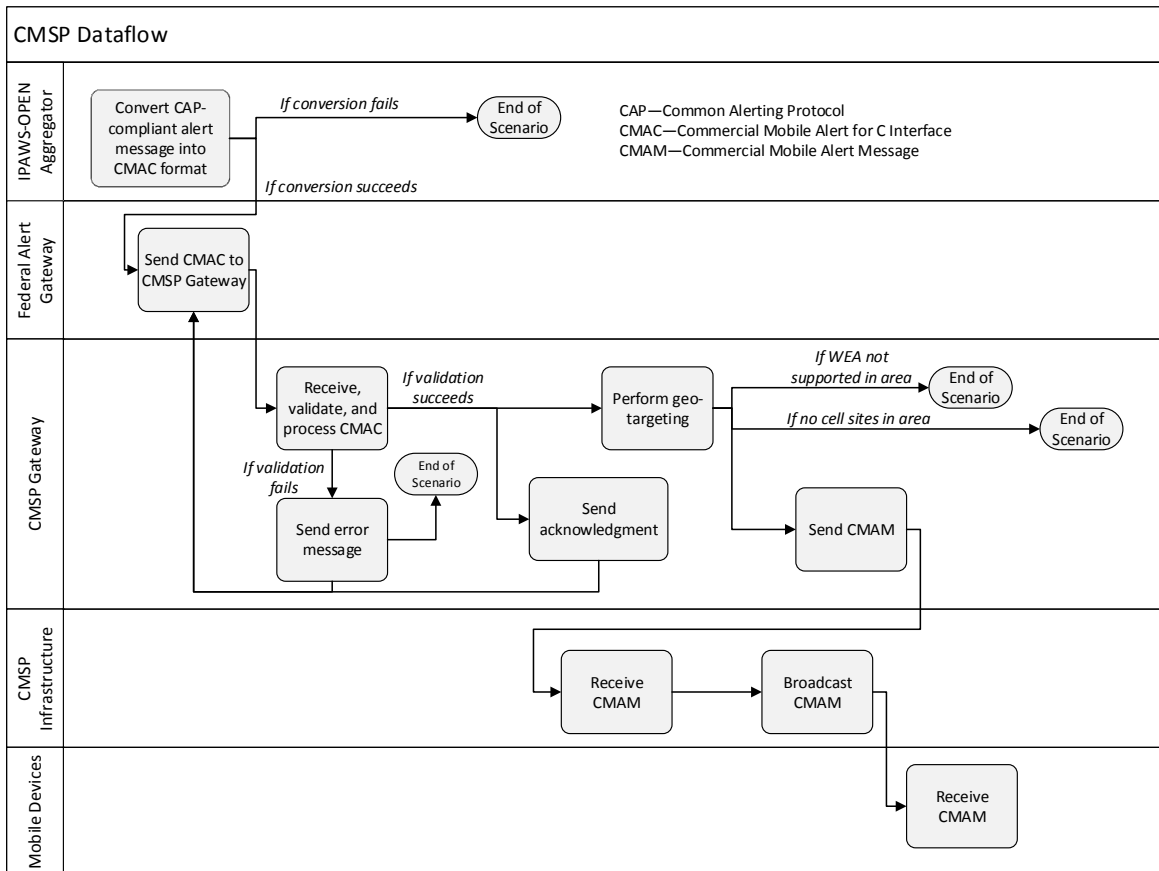 CMSP Dataflow
IPAWS-OPEN
Aggregator
Convert CAP-
compliant alert
message into
CMAC format
If conversion fails
End of
Scenario
CAP—Common Alerting Protocol
CMAC—Commercial Mobile Alert for C Interface
CMAM—Commercial Mobile Alert Message
If conversion succeeds
Federal Alert
Gateway
Send CMAC to
CMSP Gateway
CMSP Gateway
Receive,
validate, and
process CMAC
If validation
succeeds
Perform geo-
targeting
If WEA not
supported in area
End of
Scenario
If no cell sites in area
End of
Scenario
If validation
fails
End of
Scenario
Send error
message
Send
acknowledgment
Send CMAM
CMSP
Infrastructure
Receive
CMAM
Broadcast
CMAM
Mobile Devices
Receive
CMAM